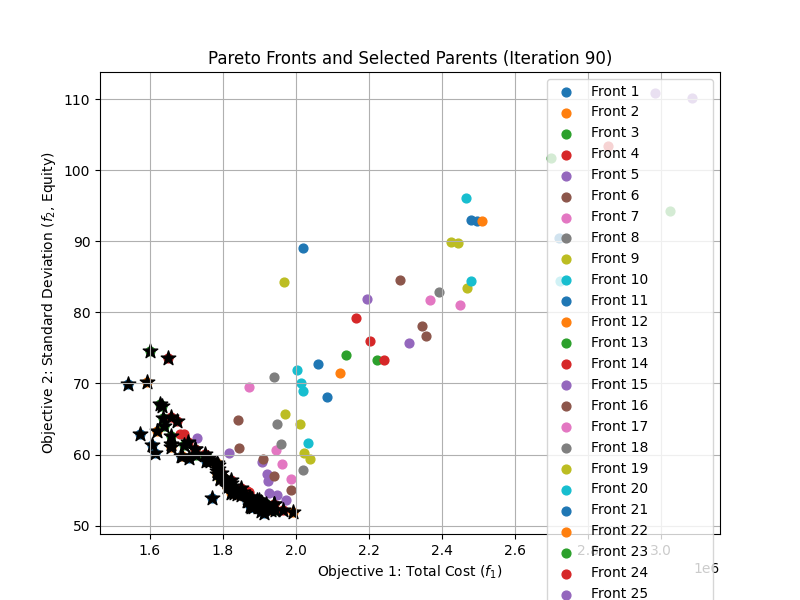 Pareto Fronts and Selected Parents (Iteration 90)
Objective 2: Standard Deviation (f₂, Equity)
110
100
90
80
70
60
50
1.6
1.8
2.0
2.2
2.4
2.6
3.0
1e6
Objective 1: Total Cost (f₁)
Front 1
Front 2
Front 3
Front 4
Front 5
Front 6
Front 7
Front 8
Front 9
Front 10
Front 11
Front 12
Front 13
Front 14
Front 15
Front 16
Front 17
Front 18
Front 19
Front 20
Front 21
Front 22
Front 23
Front 24
Front 25